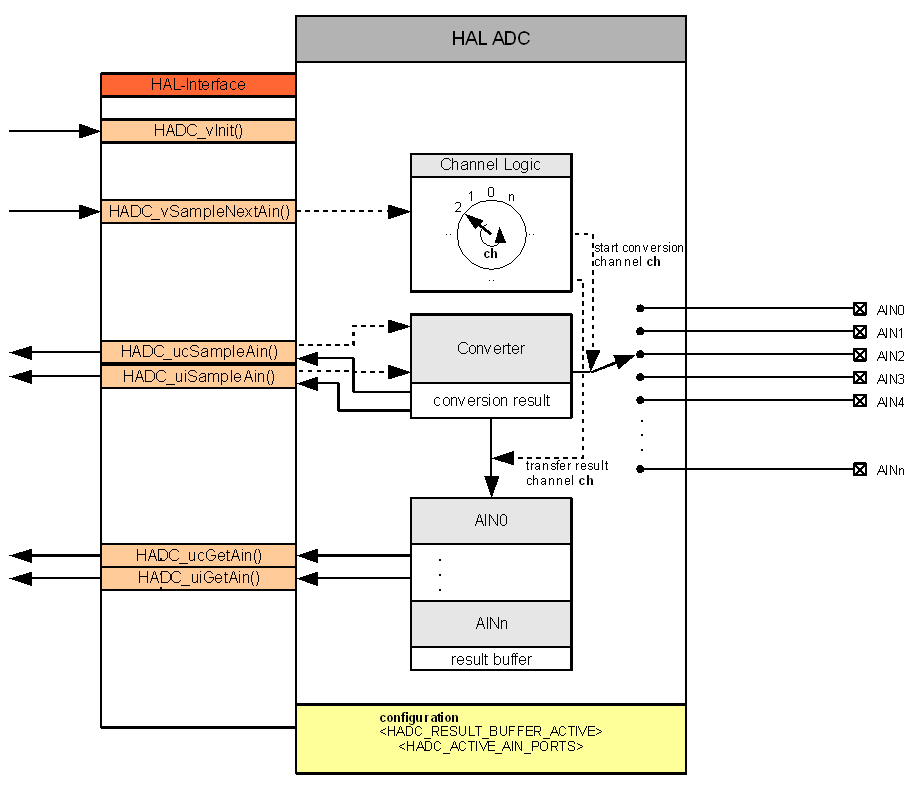 HAL ADC
HAL-Interface
HADC_vInit()
Channel Logic
HADC_vSampleNextAin()
0
1
n
2
..
..
ch
..
start conversion
channel ch
AIN0
AIN1
HADC_ucSampleAin()
Converter
AIN2
HADC_uiSampleAin()
AIN3
conversion result
AIN4
transfer result
channel ch
AINn
AIN0
HADC_ucGetAin()
HADC_uiGetAin()
AINn
result buffer
configuration
<HADC_RESULT_BUFFER_ACTIVE>
<HADC_ACTIVE_AIN_PORTS>